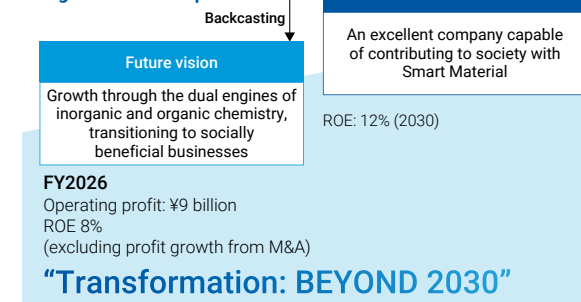 Backcasting
Future vision
Growth through the dual engines of
inorganic and organic chemistry,
transitioning to socially
beneficial businesses
An excellent company capable
of contributing to society with
Smart Material
ROE: 12% (2030)
FY2026
Operating profit: ¥9 billion
ROE 8%
(excluding profit growth from M&A)
“Transformation: BEYOND 2030”